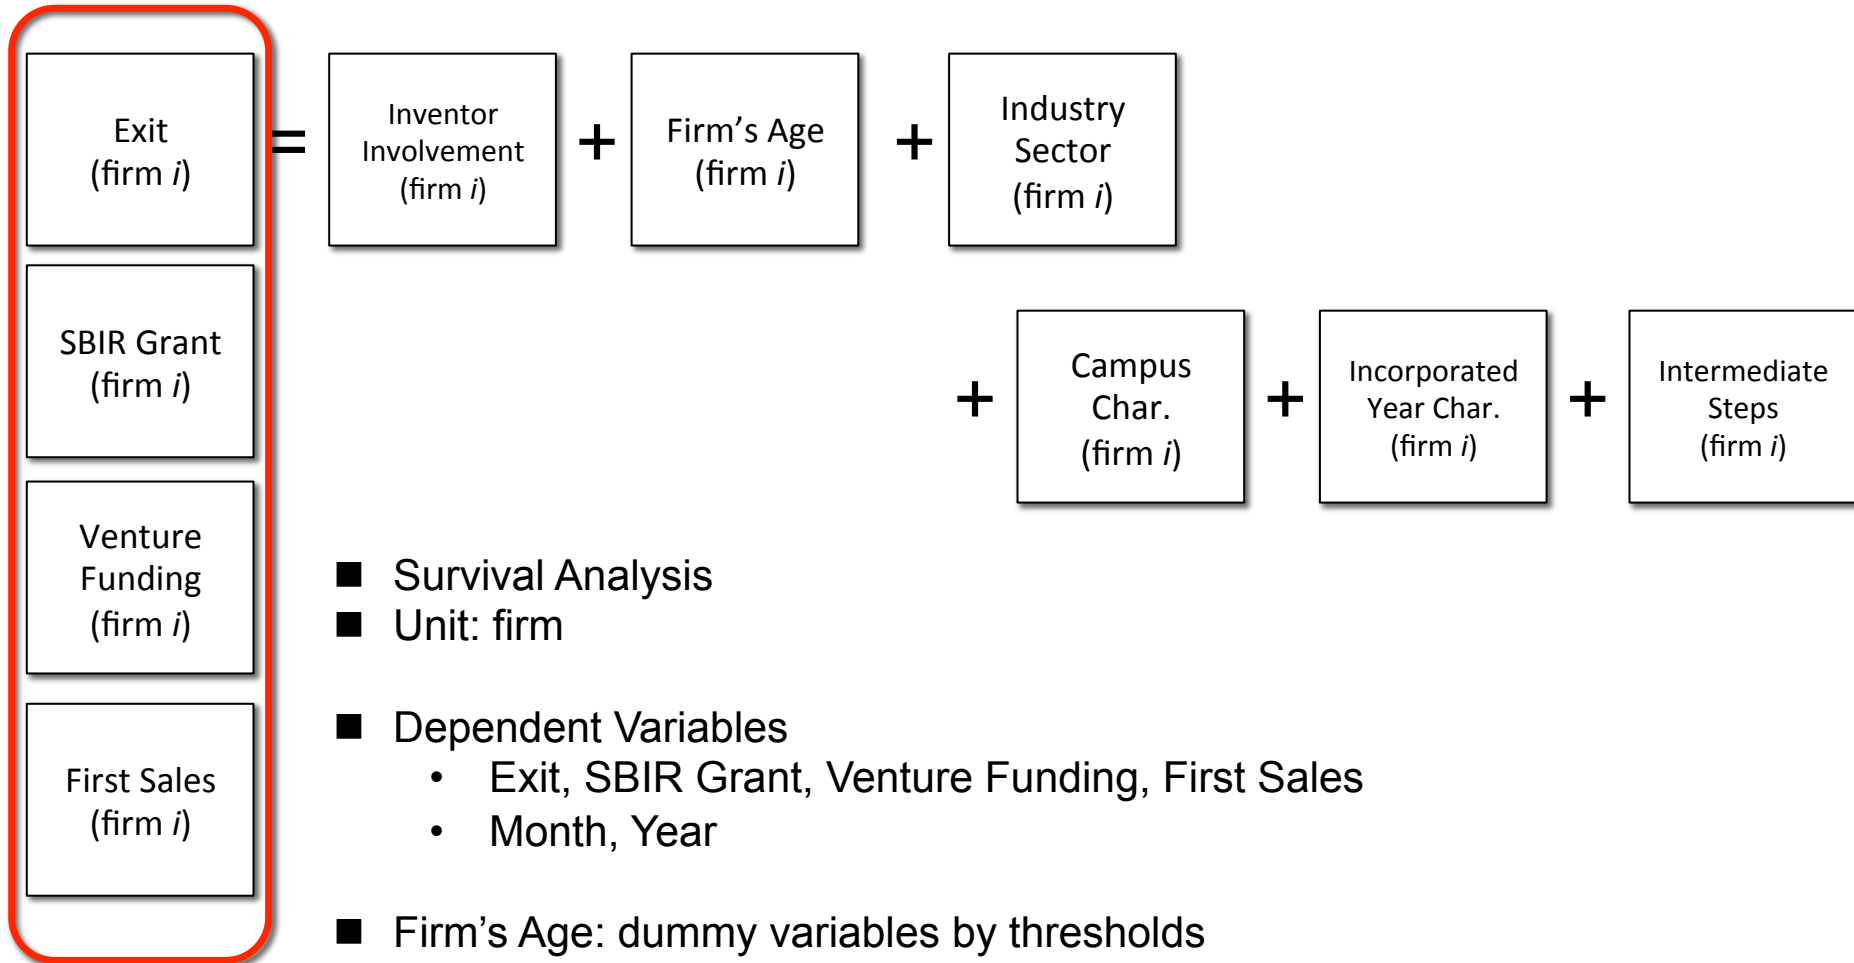 Exit
(firm i)
=
Inventor
Involvement
(firm i)
+
Firm’s Age
(firm i)
+
Industry
Sector
(firm i)
SBIR Grant
(firm i)
+
Campus
Char.
(firm i)
+
Incorporated
Year Char.
(firm i)
+
Intermediate
Steps
(firm i)
Venture
Funding
(firm i)
First Sales
(firm i)
■ Survival Analysis
■ Unit: firm
■ Dependent Variables
• Exit, SBIR Grant, Venture Funding, First Sales
• Month, Year
■ Firm’s Age: dummy variables by thresholds